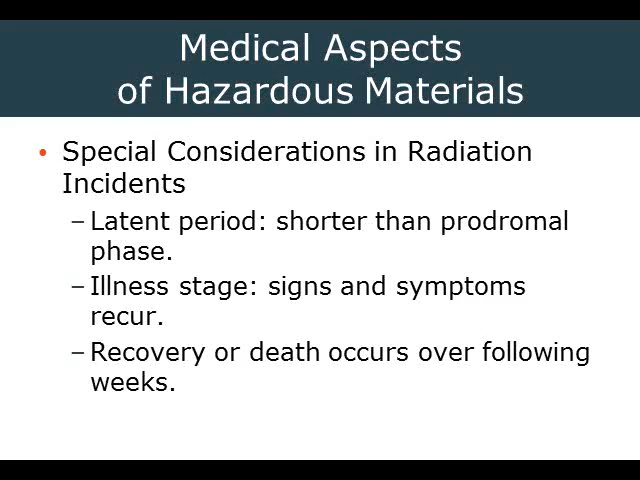 Medical Aspects
of Hazardous Materials
• Special Considerations in Radiation
Incidents
–Latent period: shorter than prodromal
phase.
–Illness stage: signs and symptoms
recur.
–Recovery or death occurs over following
weeks.